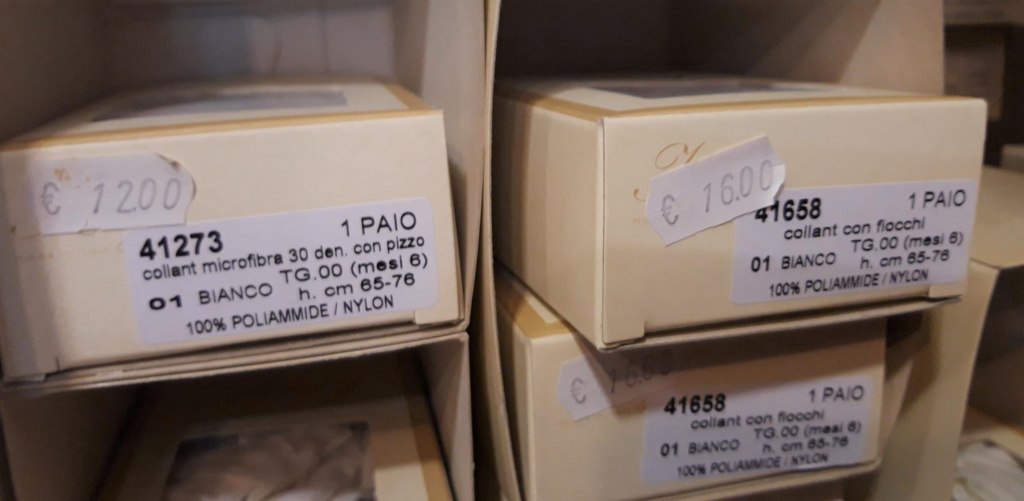 € 12.00
41273
1 PAIO
collant microfibra 30 den. con pizzo
TG.00 (mesi 6)
01 BIANCO
h. cm 65-76
100% POLIAMMIDE / NYLON
€ 16.00
41658
1 PAIO
collant con fiocchi
TG.00 (mesi 6)
01 BIANCO
h. cm 65-76
100% POLIAMMIDE / NYLON
€ 16.00
41658
1 PAIO
collant con fiocchi
TG.00 (mesi 6)
01 BIANCO
h. cm 65-76
100% POLIAMMIDE / NYLON